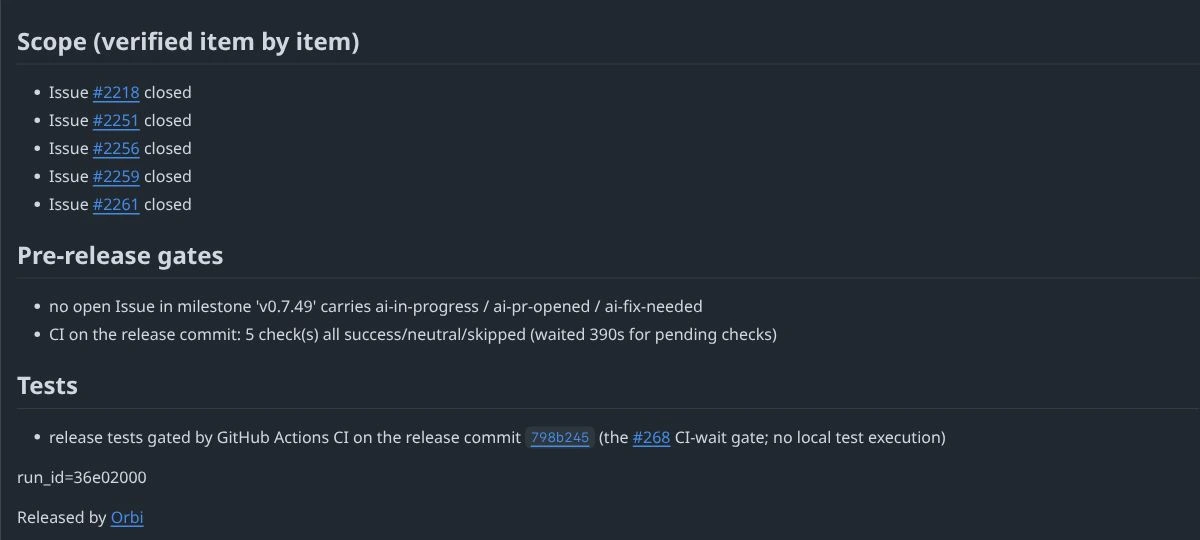 Scope (verified item by item)
• Issue #2218 closed
• Issue #2251 closed
• Issue #2256 closed
• Issue #2259 closed
• Issue #2261 closed
Pre-release gates
• no open Issue in milestone 'v0.7.49' carries ai-in-progress / ai-pr-opened / ai-fix-needed
• CI on the release commit: 5 check(s) all success/neutral/skipped (waited 390s for pending checks)
Tests
• release tests gated by GitHub Actions CI on the release commit 798b245 (the #268 CI-wait gate; no local test execution)
run_id=36e02000
Released by Orbi